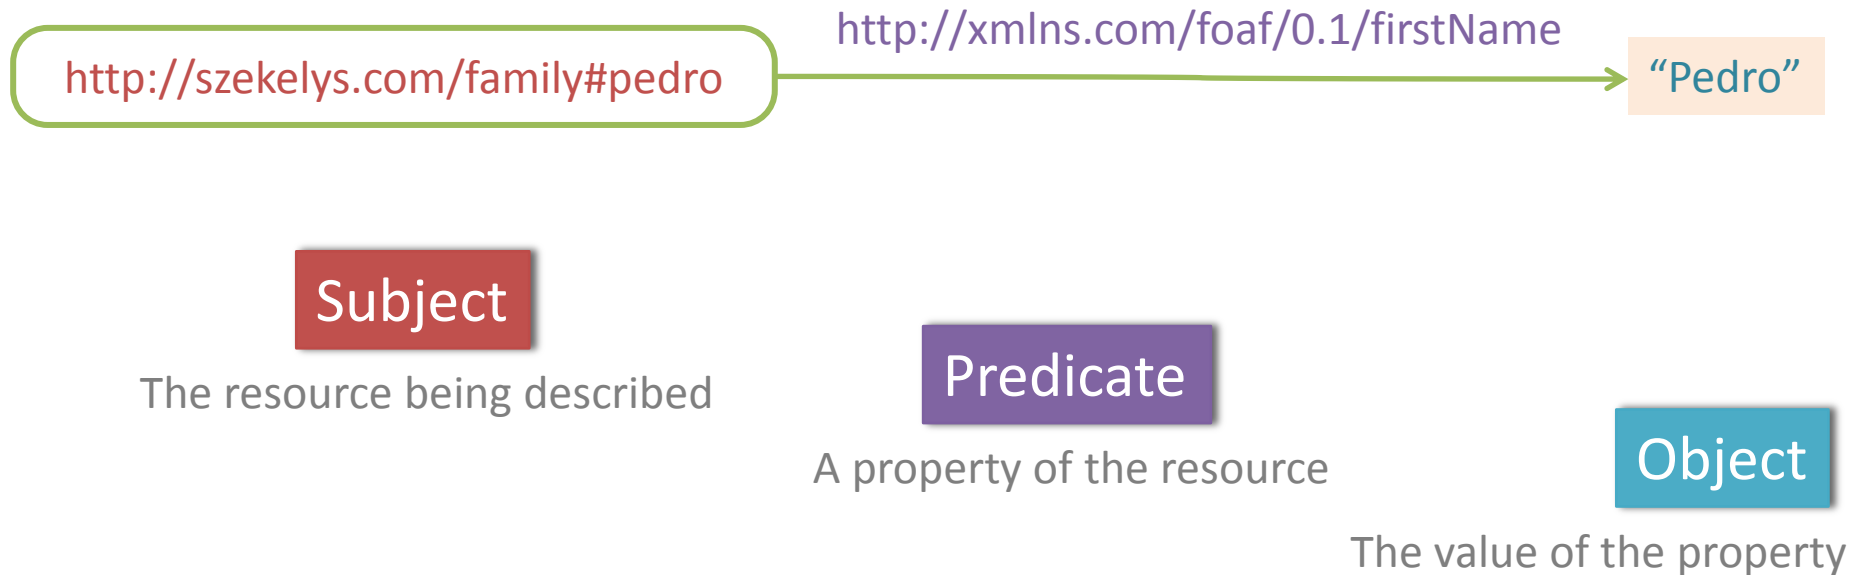 http://xmlns.com/foaf/0.1/firstName
http://szekelys.com/family#pedro
“Pedro”
Subject
The resource being described
Predicate
A property of the resource
Object
The value of the property